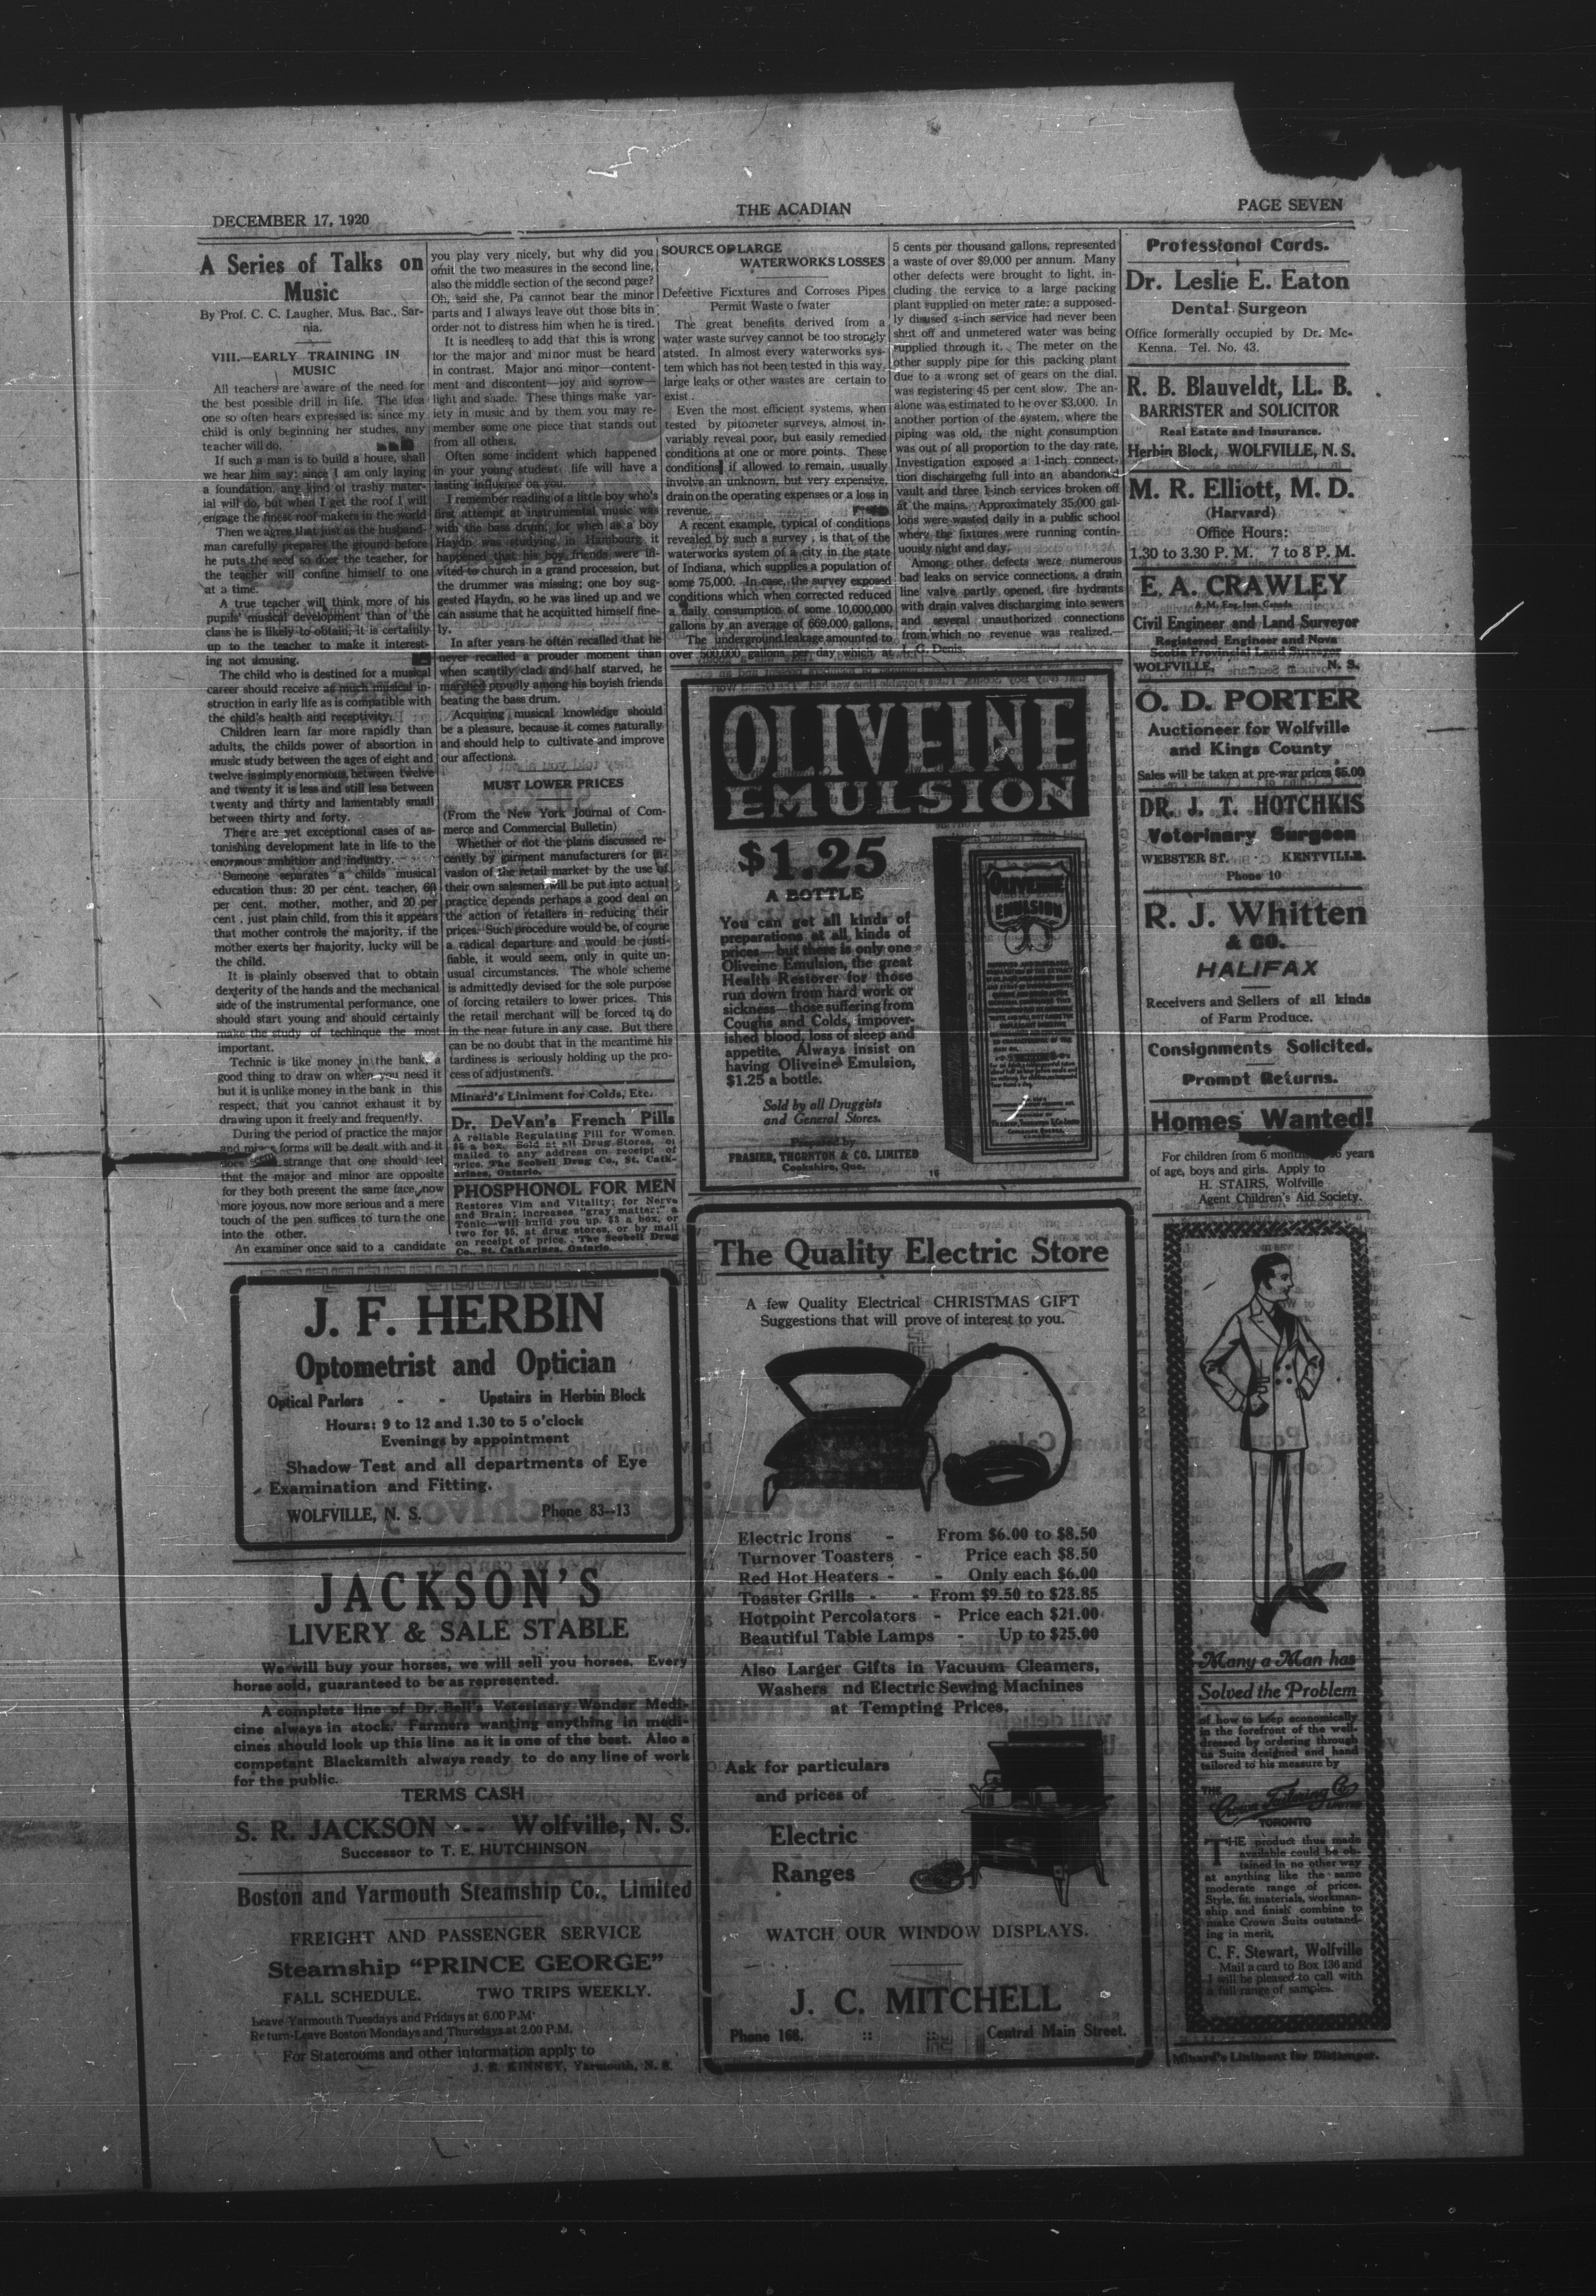 DECEMBER 17, 1920
THE ACADIAN
PAGE SEVEN
A Series of Talks on
Music
By Prof. C. C. Laugher, Mus. Bac., Sar-
nia.
VIII.—EARLY TRAINING IN
MUSIC
All teachers are aware of the need for
the best possible drill in life. The idea
one so often hears expressed is: since my
child is only beginning her studies, any
teacher will do.
If such a man is to build a house, shall
we hear him say; since I am only laying
a foundation, any kind of trashy mater-
ial will do, but when I get the roof I will
engage the finest roof makers in the world
Then we agree that just as the husband-
man carefully prepares the ground before
he puts the seed so does the teacher, for
the teacher will confine himself to one
at a time.
A true teacher will think more of his
pupils' musical development than of the
class he is likely to obtain, it is certainly
up to the teacher to make it interest-
ing not amusing.
The child who is destined for a musical
career should receive as much musical in-
struction in early life as is compatible with
the child's health and receptivity.
Children learn far more rapidly than
adults, the childs power of absortion in
music study between the ages of eight and
twelve is simply enormous, between twelve
and twenty it is less and still less between
twenty and thirty and lamentably small
between thirty and forty.
There are yet exceptional cases of as-
tonishing development late in life to the
enormous ambition and industry.
Someone separates a childs musical
education thus: 20 per cent. teacher, 60
per cent. mother, mother, and 20 per
cent, just plain child, from this it appears
that mother controls the majority, if the
mother exerts her majority, lucky will be
the child.
It is plainly observed that to obtain
dexterity of the hands and the mechanical
side of the instrumental performance, one
should start young and should certainly
make the study of techinque the most
important.
Technic is like money in the bank, a
good thing to draw on when you need it
but it is unlike money in the bank in this
respect, that you cannot exhaust it by
drawing upon it freely and frequently.
During the period of practice the major
and minor forms will be dealt with and it
does strange that one should feel
that the major and minor are opposite
for they both present the same face, now
more joyous, now more serious and a mere
touch of the pen suffices to turn the one
into the other.
An examiner once said to a candidate
you play very nicely, but why did you
omit the two measures in the second line,
also the middle section of the second page?
Oh, said she, Pa cannot bear the minor
parts and I always leave out those bits in
order not to distress him when he is tired.
It is needless to add that this is wrong
for the major and minor must be heard
in contrast. Major and minor—content-
ment and discontent—joy and sorrow—
light and shade. These things make var-
iety in music and by them you may re-
member some one piece that stands out
from all others.
Often some incident which happened
in your young student life will have a
lasting influence on you.
I remember reading of a little boy who's
first attempt at instrumental music was
with the bass drum, for when as a boy
Haydn was studying in Hambourg it
happened that his boy friends were in-
vited to church in a grand procession, but
the drummer was missing; one boy sug-
gested Haydn, so he was lined up and we
can assume that he acquitted himself fine-
ly.
In after years he often recalled that he
never recalled a prouder moment than
when scantily clad and half starved, he
marched proudly among his boyish friends
beating the bass drum.
Acquiring musical knowledge should
be a pleasure, because it comes naturally
and should help to cultivate and improve
our affections.
MUST LOWER PRICES
(From the New York Journal of Com-
merce and Commercial Bulletin)
Whether or not the plans discussed re-
cently by garment manufacturers for in-
vasion of the retail market by the use of
their own salesmen will be put into actual
practice depends perhaps a good deal on
the action of retailers in reducing their
prices. Such procedure would be, of course
a radical departure and would be justi-
fiable, it would seem, only in quite un-
usual circumstances. The whole scheme
is admittedly devised for the sole purpose
of forcing retailers to lower prices. This
the retail merchant will be forced to do
in the near future in any case. But there
can be no doubt that in the meantime his
tardiness is seriously holding up the pro-
cess of adjustments.
Minard's Liniment for Colds, Etc.
Dr. DeVan's French Pills
A reliable Regulating Pill for Women.
$5 a box. Sold at all Drug Stores, or
mailed to any address on receipt of
price. The Scobell Drug Co., St. Cath-
arines, Ontario.
PHOSPHONOL FOR MEN
Restores Vim and Vitality; for Nerve
and Brain; increases "gray matter;" a
Tonic—will build you up. $3 a box, or
two for $5, at drug stores, or by mail
on receipt of price. The Scobell Drug
Co., St. Catharines, Ontario.
SOURCE OF LARGE
WATERWORKS LOSSES
Defective Ficxtures and Corroses Pipes
Permit Waste o fwater
The great benefits derived from a
water waste survey cannot be too strongly
atsted. In almost every waterworks sys-
tem which has not been tested in this way,
large leaks or other wastes are certain to
exist.
Even the most efficient systems, when
tested by pitometer surveys, almost in-
variably reveal poor, but easily remedied
conditions at one or more points. These
conditions if allowed to remain, usually
involve an unknown, but very expensive,
drain on the operating expenses or a loss in
revenue.
A recent example, typical of conditions
revealed by such a survey, is that of the
waterworks system of a city in the state
of Indiana, which supplies a population of
some 75,000. In case, the survey exposed
conditions which when corrected reduced
a daily consumption of some 10,000,000
gallons by an average of 669,000 gallons.
The underground leakage amounted to
over 500,000 gallons per day which at
5 cents per thousand gallons, represented
a waste of over $9,000 per annum. Many
other defects were brought to light, in-
cluding the service to a large packing
plant supplied on meter rate: a supposed-
ly disused 4-inch service had never been
shut off and unmetered water was being
supplied through it. The meter on the
other supply pipe for this packing plant
due to a wrong set of gears on the dial,
was registering 45 per cent slow. The an-
alone was estimated to be over $3,000. In
another portion of the system, where the
piping was old, the night consumption
was out of all proportion to the day rate.
Investigation exposed a 1-inch connect-
tion dischargeing full into an abandoned
vault and three 1-inch services broken off
at the mains. Approximately 35,000 gal-
lons were wasted daily in a public school
where the fixtures were running contin-
uously night and day.
Among other defects were numerous
bad leaks on service connections, a drain
line valve partly opened, fire hydrants
with drain valves discharging into sewers
and several unauthorized connections
from which no revenue was realized.—
L. G. Denis.
OLIVEINE
EMULSION
$1.25
A BOTTLE
You can get all kinds of
preparations at all kinds of
prices—but there is only one
Oliveine Emulsion, the great
Health Restorer for those
run down from hard work or
sickness—those suffering from
Coughs and Colds, impover-
ished blood, loss of sleep and
appetite. Always insist on
having Oliveine Emulsion,
$1.25 a bottle.
Sold by all Druggists
and General Stores.
Prepared by
FRASIER, THORNTON & CO. LIMITED
Cookshire, Que.
16
OLIVEINE
EMULSION
Professional Cards.
Dr. Leslie E. Eaton
Dental Surgeon
Office formerally occupied by Dr. Mc-
Kenna. Tel. No. 43.
R. B. Blauveldt, LL. B.
BARRISTER and SOLICITOR
Real Estate and Insurance.
Herbin Block, WOLFVILLE, N. S.
M. R. Elliott, M. D.
(Harvard)
Office Hours:
1.30 to 3.30 P. M. 7 to 8 P. M.
E. A. CRAWLEY
A. M. Eng. Inst. Canada
Civil Engineer and Land Surveyor
Registered Engineer and Nova
Scotia Provincial Land Surveyor
WOLFVILLE, N. S.
O. D. PORTER
Auctioneer for Wolfville
and Kings County
Sales will be taken at pre-war prices $5.00
DR. J. T. HOTCHKIS
Veterinary Surgeon
WEBSTER ST. KENTVILLE.
Phone 10
R. J. Whitten
& CO.
HALIFAX
Receivers and Sellers of all kinds
of Farm Produce.
Consignments Solicited.
Prompt Returns.
Homes Wanted!
For children from 6 months 16 years
of age, boys and girls. Apply to
H. STAIRS, Wolfville
Agent Children's Aid Society.
J. F. HERBIN
Optometrist and Optician
Optical Parlors - - Upstairs in Herbin Block
Hours: 9 to 12 and 1.30 to 5 o'clock
Evenings by appointment
Shadow Test and all departments of Eye
Examination and Fitting.
WOLFVILLE, N. S. Phone 83--13
JACKSON'S
LIVERY & SALE STABLE
We will buy your horses, we will sell you horses. Every
horse sold, guaranteed to be as represented.
A complete line of Dr. Bell's Veterinary Wonder Medi-
cine always in stock. Farmers wanting anything in medi-
cines should look up this line as it is one of the best. Also a
competant Blacksmith always ready to do any line of work
for the public.
TERMS CASH
S. R. JACKSON - - Wolfville, N. S.
Successor to T. E. HUTCHINSON
Boston and Yarmouth Steamship Co., Limited
FREIGHT AND PASSENGER SERVICE
Steamship "PRINCE GEORGE"
FALL SCHEDULE. TWO TRIPS WEEKLY.
Leave Yarmouth Tuesdays and Fridays at 6.00 P.M.
Return-Leave Boston Mondays and Thursdays at 2.00 P.M.
For Staterooms and other information apply to
J. E. KINNEY, Yarmouth, N. S.
The Quality Electric Store
A few Quality Electrical CHRISTMAS GIFT
Suggestions that will prove of interest to you.
Electric Irons - From $6.00 to $8.50
Turnover Toasters - Price each $8.50
Red Hot Heaters - - Only each $6.00
Toaster Grills - - From $9.50 to $23.85
Hotpoint Percolators - Price each $21.00
Beautiful Table Lamps - Up to $25.00
Also Larger Gifts in Vacuum Cleamers,
Washers nd Electric Sewing Machines
at Tempting Prices.
Ask for particulars
and prices of
Electric
Ranges
WATCH OUR WINDOW DISPLAYS.
J. C. MITCHELL
Phone 168. :: Central Main Street.
Many a Man has
Solved the Problem
of how to keep economically
in the forefront of the well-
dressed by ordering through
us Suits designed and hand
tailored to his measure by
THE
Crown Tailoring Co
LIMITED
TORONTO
THE product thus made
available could be ob-
tained in no other way
at anything like the same
moderate range of prices.
Style, fit, materials, workman-
ship and finish combine to
make Crown Suits outstand-
ing in merit.
C. F. Stewart, Wolfville
Mail a card to Box 136 and
I will be pleased to call with
a full range of samples.
Minard's Liniment for Distemper.